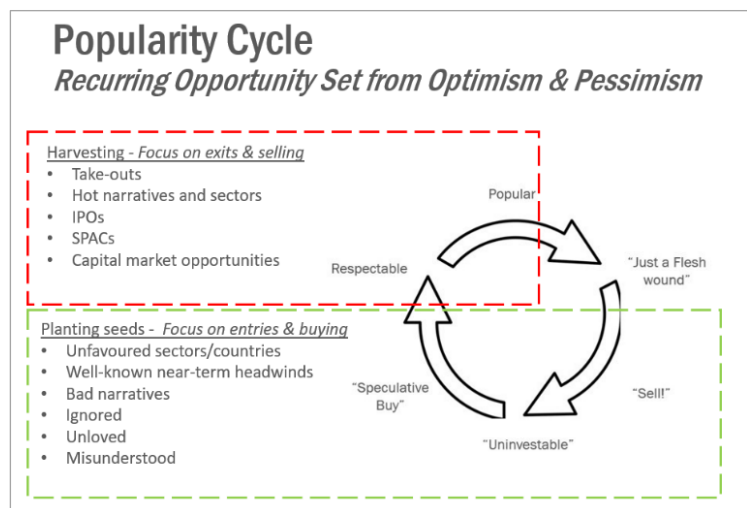 Popularity Cycle
Recurring Opportunity Set from Optimism & Pessimism
Harvesting - Focus on exits & selling
• Take-outs
• Hot narratives and sectors
• IPOs
• SPACs
• Capital market opportunities
Popular
Respectable
"Just a Flesh
wound"
Planting seeds - Focus on entries & buying
• Unfavoured sectors/countries
• Well-known near-term headwinds
• Bad narratives
• Ignored
• Unloved
• Misunderstood
"Speculative
Buy"
"Sell!"
"Uninvestable"